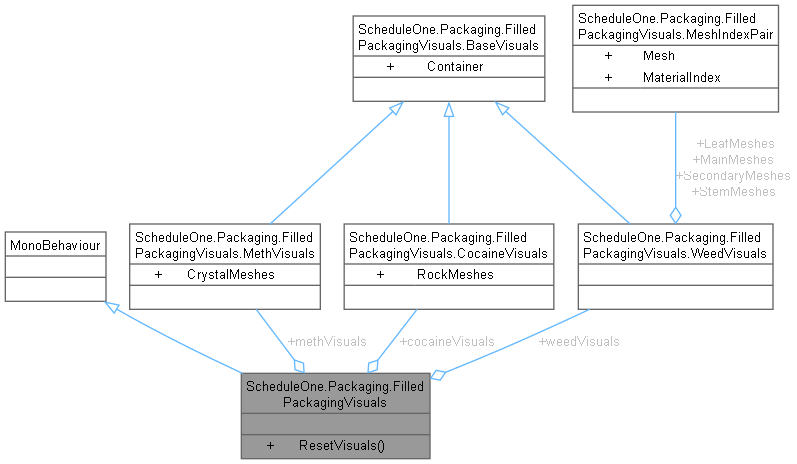 ScheduleOne.Packaging.Filled
PackagingVisuals.BaseVisuals
+ Container
ScheduleOne.Packaging.Filled
PackagingVisuals.MeshIndexPair
+ Mesh
+ MaterialIndex
+LeafMeshes
+MainMeshes
+SecondaryMeshes
+StemMeshes
MonoBehaviour
ScheduleOne.Packaging.Filled
PackagingVisuals.MethVisuals
+ CrystalMeshes
ScheduleOne.Packaging.Filled
PackagingVisuals.CocaineVisuals
+ RockMeshes
ScheduleOne.Packaging.Filled
PackagingVisuals.WeedVisuals
+methVisuals
+cocaineVisuals
+weedVisuals
ScheduleOne.Packaging.Filled
PackagingVisuals
+ ResetVisuals()